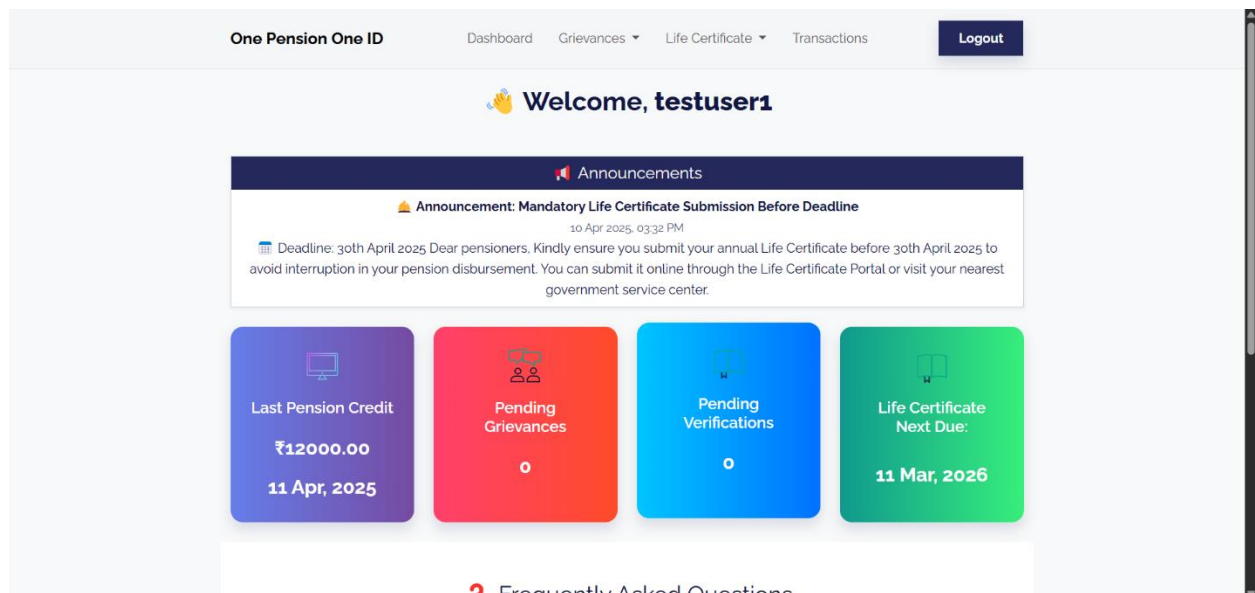 One Pension One ID Dashboard Grievances Life Certificate Transactions Logout
Welcome, testuser1
Announcements
Announcement: Mandatory Life Certificate Submission Before Deadline
10 Apr 2025, 03:32 PM
Deadline: 30th April 2025 Dear pensioners, Kindly ensure you submit your annual Life Certificate before 30th April 2025 to
avoid interruption in your pension disbursement. You can submit it online through the Life Certificate Portal or visit your nearest
government service center.
Last Pension Credit
₹12000.00
11 Apr, 2025
Pending
Grievances
0
Pending
Verifications
0
Life Certificate
Next Due:
11 Mar, 2026
Frequently Asked Questions